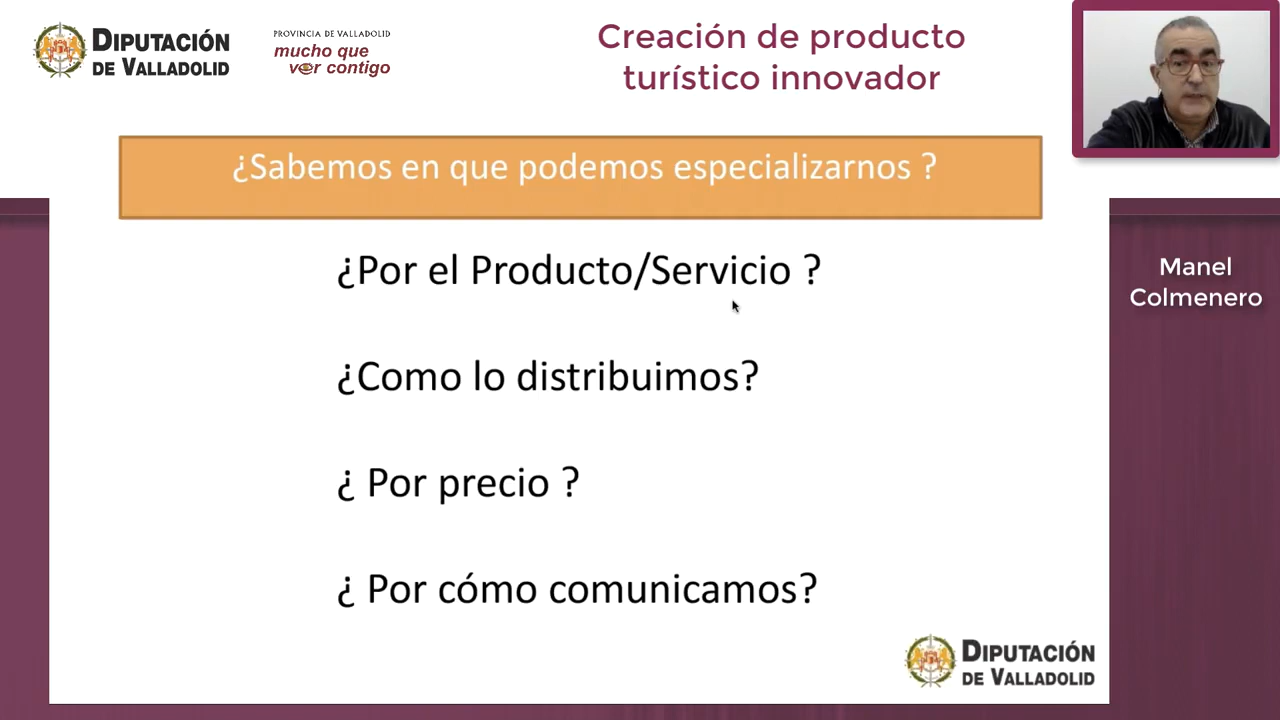 DIPUTACIÓN
DE VALLADOLID
PROVINCIA DE VALLADOLID
mucho que
ver contigo
Creación de producto
turístico innovador
¿Sabemos en que podemos especializarnos ?
¿Por el Producto/Servicio ?
¿Como lo distribuimos?
¿ Por precio ?
¿ Por cómo comunicamos?
Manel
Colmenero
DIPUTACIÓN
DE VALLADOLID